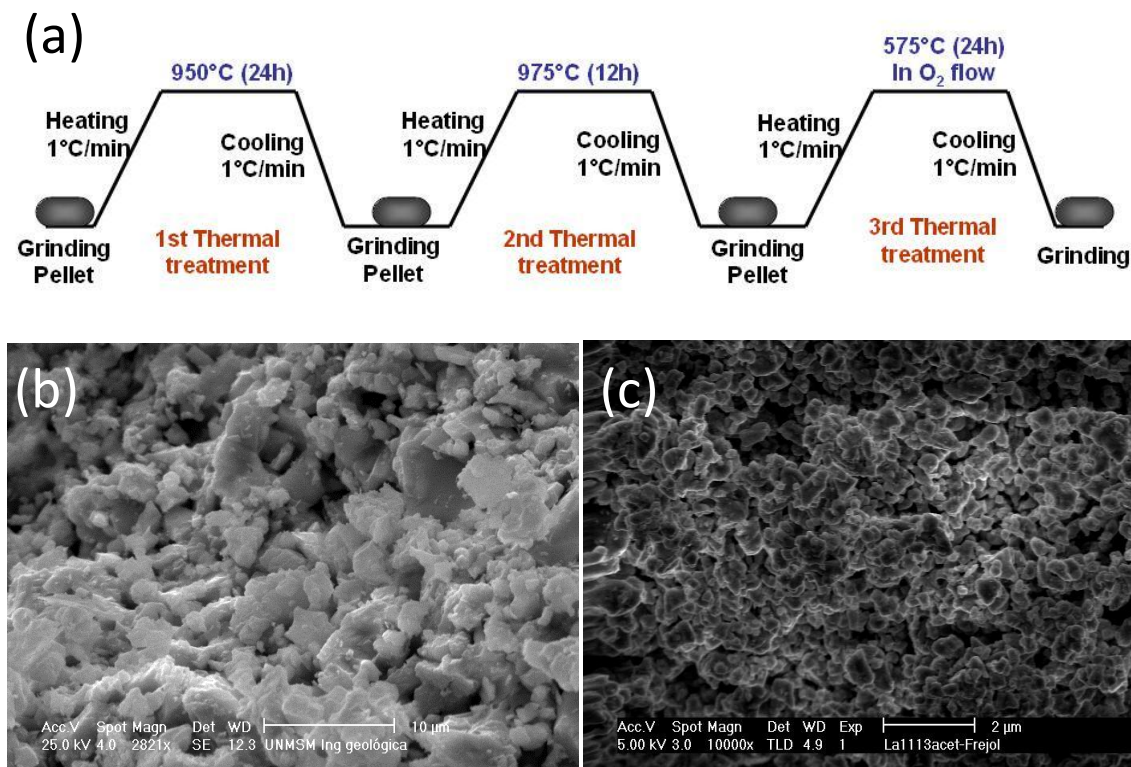 (a)
950°C (24h)
975°C (12h)
575°C (24h)
In O₂ flow
Heating
1°C/min
Cooling
1°C/min
Heating
1°C/min
Cooling
1°C/min
Heating
1°C/min
Cooling
1°C/min
Grinding
Pellet
1st Thermal
treatment
Grinding
Pellet
2nd Thermal
treatment
Grinding
Pellet
3rd Thermal
treatment
Grinding
(b)
Acc.V Spot Magn Det WD 10 µm
25.0 kV 4.0 2821x SE 12.3 UNMSM Ing geológica
(c)
Acc.V Spot Magn Det WD Exp 2 µm
5.00 kV 3.0 10000x TLD 4.9 1 La1113acet-Frejol